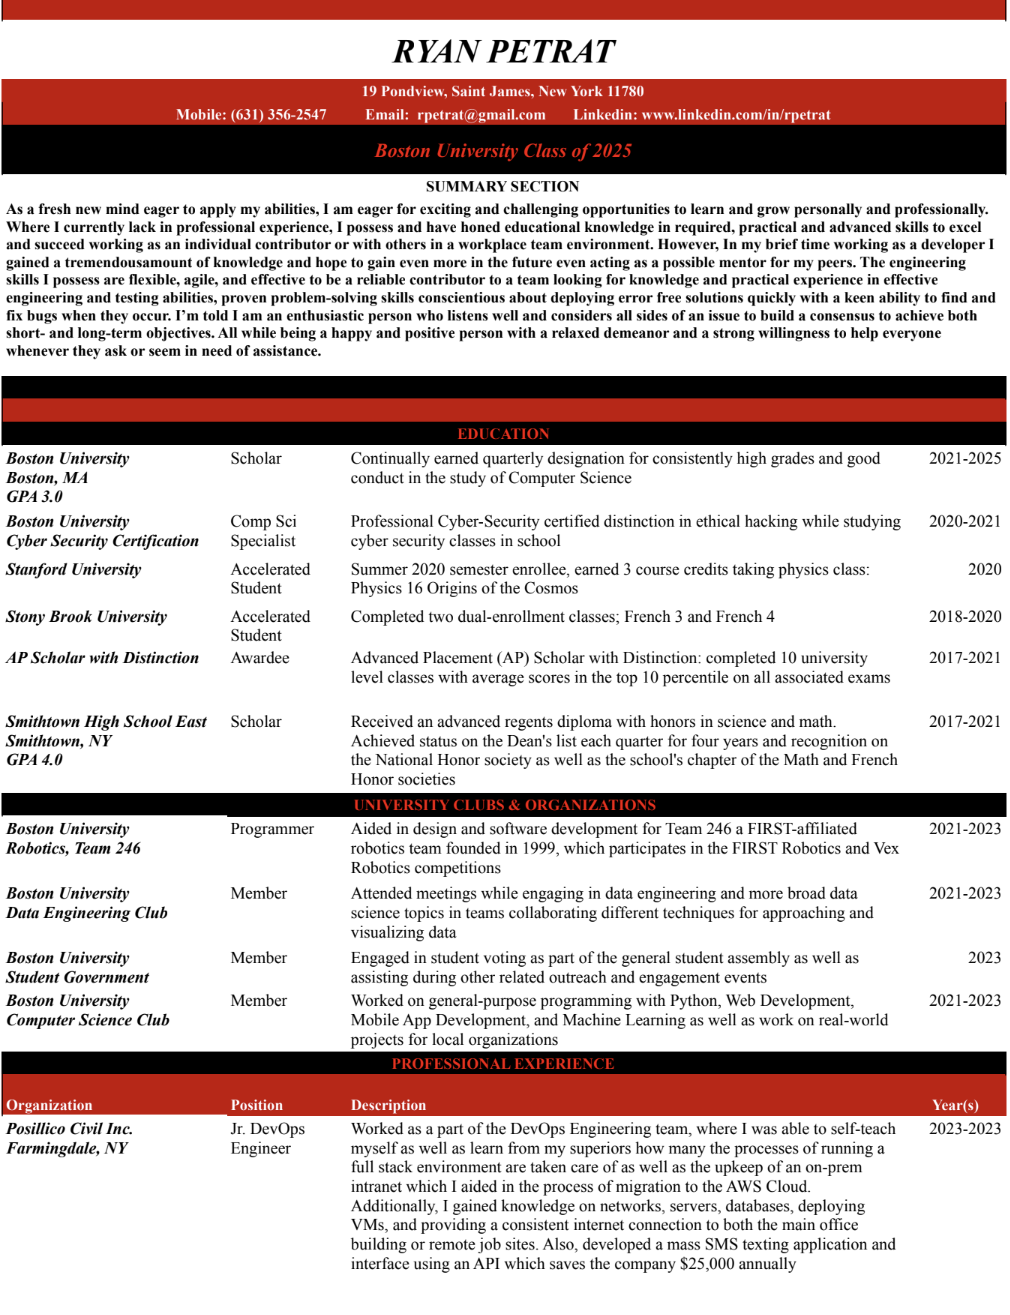 RYAN PETRAT
19 Pondview, Saint James, New York 11780
Mobile: (631) 356-2547 Email: rpetrat@gmail.com Linkedin: www.linkedin.com/in/rpetrat
Boston University Class of 2025
SUMMARY SECTION
As a fresh new mind eager to apply my abilities, I am eager for exciting and challenging opportunities to learn and grow personally and professionally.
Where I currently lack in professional experience, I possess and have honed educational knowledge in required, practical and advanced skills to excel
and succeed working as an individual contributor or with others in a workplace team environment. However, In my brief time working as a developer I
gained a tremendousamount of knowledge and hope to gain even more in the future even acting as a possible mentor for my peers. The engineering
skills I possess are flexible, agile, and effective to be a reliable contributor to a team looking for knowledge and practical experience in effective
engineering and testing abilities, proven problem-solving skills conscientious about deploying error free solutions quickly with a keen ability to find and
fix bugs when they occur. I'm told I am an enthusiastic person who listens well and considers all sides of an issue to build a consensus to achieve both
short- and long-term objectives. All while being a happy and positive person with a relaxed demeanor and a strong willingness to help everyone
whenever they ask or seem in need of assistance.
EDUCATION
Boston University Scholar Continually earned quarterly designation for consistently high grades and good 2021-2025
Boston, MA conduct in the study of Computer Science
GPA 3.0
Boston University Comp Sci Professional Cyber-Security certified distinction in ethical hacking while studying 2020-2021
Cyber Security Certification Specialist cyber security classes in school
Stanford University Accelerated Summer 2020 semester enrollee, earned 3 course credits taking physics class: 2020
Student Physics 16 Origins of the Cosmos
Stony Brook University Accelerated Completed two dual-enrollment classes; French 3 and French 4 2018-2020
Student
AP Scholar with Distinction Awardee Advanced Placement (AP) Scholar with Distinction: completed 10 university 2017-2021
level classes with average scores in the top 10 percentile on all associated exams
Smithtown High School East Scholar Received an advanced regents diploma with honors in science and math. 2017-2021
Smithtown, NY Achieved status on the Dean's list each quarter for four years and recognition on
GPA 4.0 the National Honor society as well as the school's chapter of the Math and French
Honor societies
UNIVERSITY CLUBS & ORGANIZATIONS
Boston University Programmer Aided in design and software development for Team 246 a FIRST-affiliated 2021-2023
Robotics, Team 246 robotics team founded in 1999, which participates in the FIRST Robotics and Vex
Robotics competitions
Boston University Member Attended meetings while engaging in data engineering and more broad data 2021-2023
Data Engineering Club science topics in teams collaborating different techniques for approaching and
visualizing data
Boston University Member Engaged in student voting as part of the general student assembly as well as 2023
Student Government assisting during other related outreach and engagement events
Boston University Member Worked on general-purpose programming with Python, Web Development, 2021-2023
Computer Science Club Mobile App Development, and Machine Learning as well as work on real-world
projects for local organizations
PROFESSIONAL EXPERIENCE
Organization Position Description Year(s)
Posillico Civil Inc. Jr. DevOps Worked as a part of the DevOps Engineering team, where I was able to self-teach 2023-2023
Farmingdale, NY Engineer myself as well as learn from my superiors how many the processes of running a
full stack environment are taken care of as well as the upkeep of an on-prem
intranet which I aided in the process of migration to the AWS Cloud.
Additionally, I gained knowledge on networks, servers, databases, deploying
VMs, and providing a consistent internet connection to both the main office
building or remote job sites. Also, developed a mass SMS texting application and
interface using an API which saves the company $25,000 annually